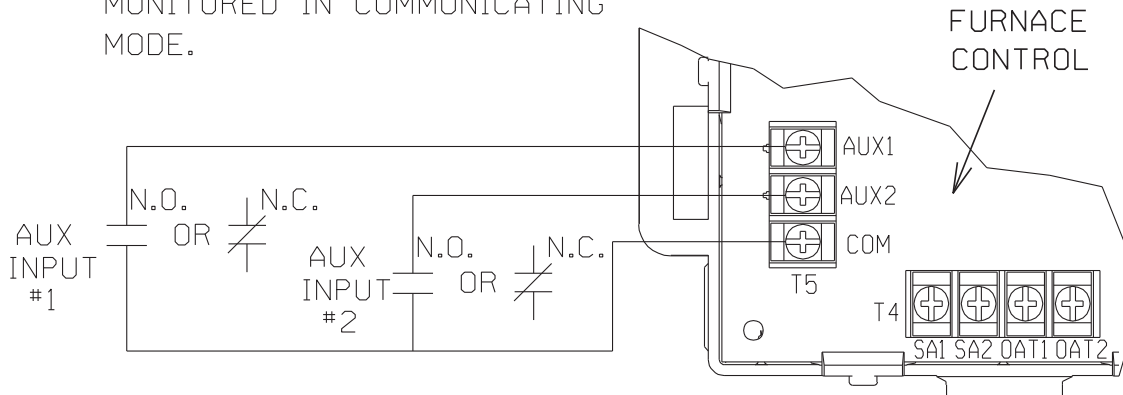 MONITORED IN COMMUNICATING
MODE.
FURNACE
CONTROL
AUX1
AUX2
COM
T5
N.O.
OR
N.C.
AUX
INPUT
#1
N.O.
OR
N.C.
AUX
INPUT
#2
T4
SA1 SA2 OAT1 OAT2